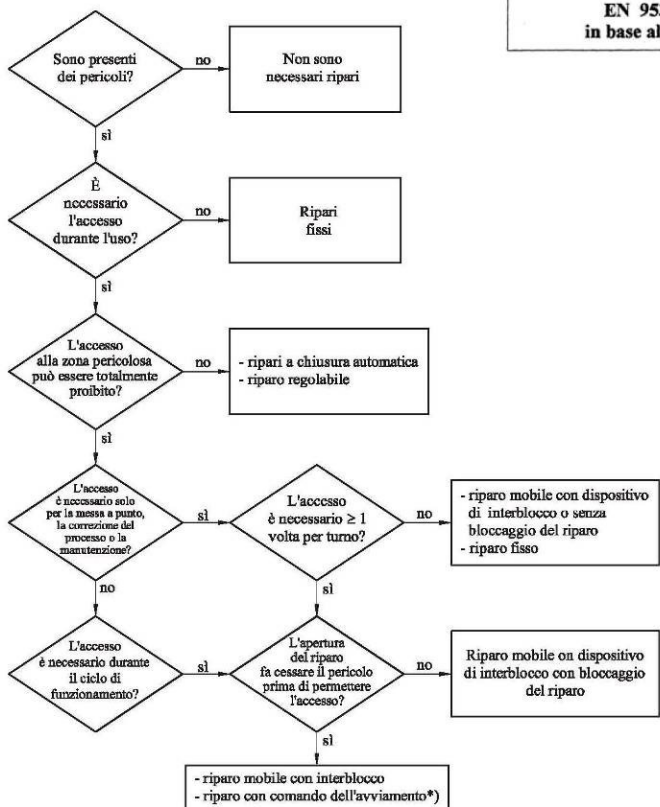 EN 95
in base al
Sono presenti
dei pericoli?
no
Non sono
necessari ripari
sì
È
necessario
l'accesso
durante l'uso?
no
Ripari
fissi
sì
L'accesso
alla zona pericolosa
può essere totalmente
proibito?
no
- ripari a chiusura automatica
- riparo regolabile
sì
L'accesso
è necessario solo
per la messa a punto,
la correzione del
processo o la
manutenzione?
sì
L'accesso
è necessario ≥ 1
volta per turno?
no
- riparo mobile con dispositivo
di interblocco o senza
bloccaggio del riparo
- riparo fisso
no
sì
L'accesso
è necessario durante
il ciclo di
funzionamento?
sì
L'apertura
del riparo
fa cessare il pericolo
prima di permettere
l'accesso?
no
Riparo mobile on dispositivo
di interblocco con bloccaggio
del riparo
sì
- riparo mobile con interblocco
- riparo con comando dell'avviamento*)